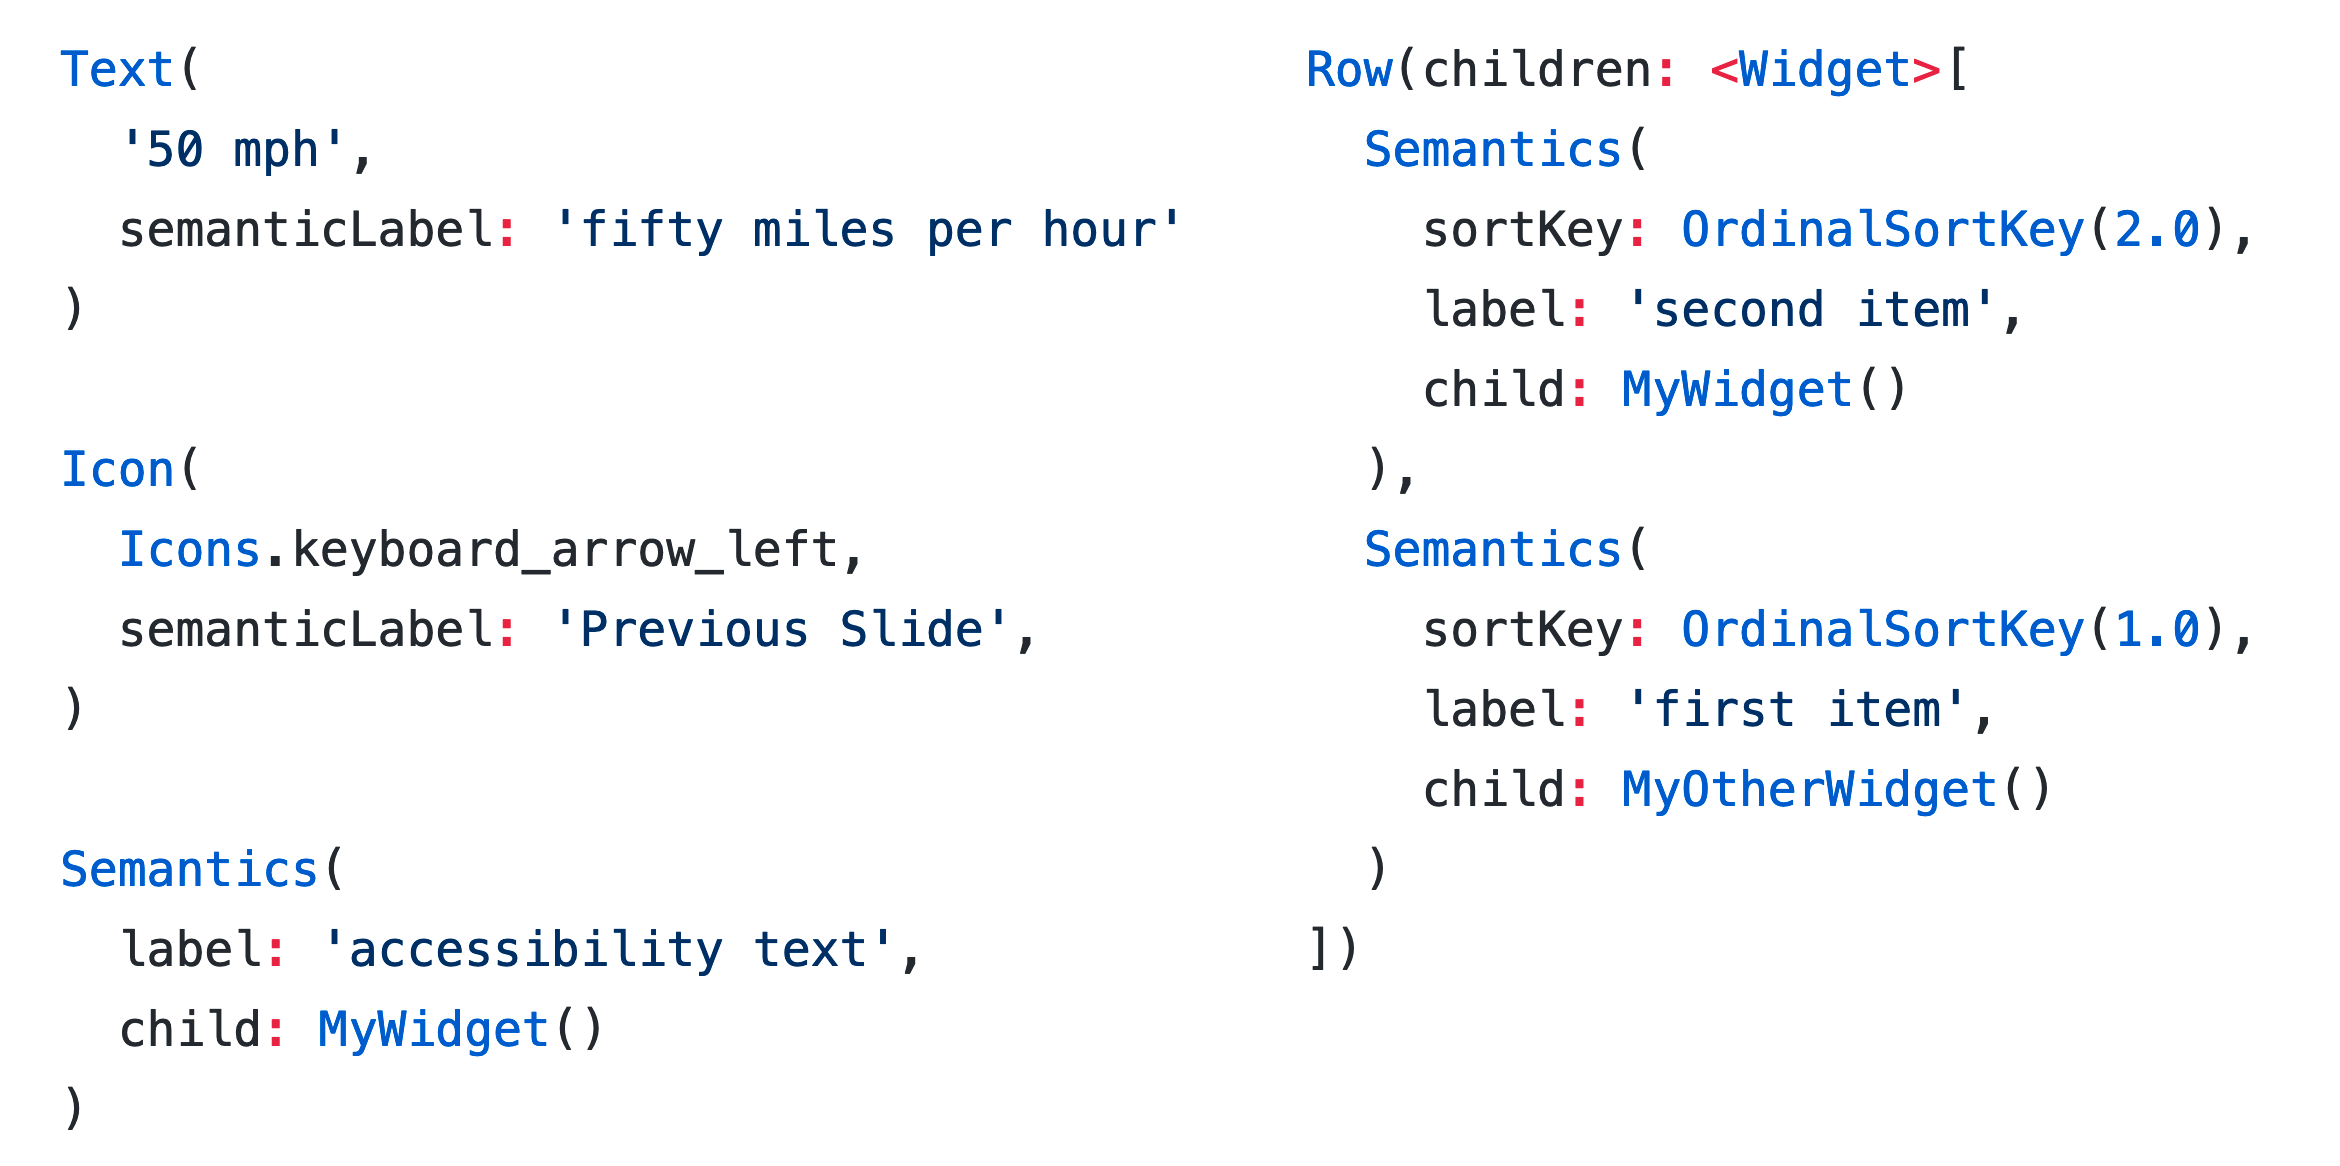 Text(
  '50 mph',
  semanticLabel: 'fifty miles per hour'
)

Icon(
  Icons.keyboard_arrow_left,
  semanticLabel: 'Previous Slide',
)

Semantics(
  label: 'accessibility text',
  child: MyWidget()
)

Row(children: <Widget>[
  Semantics(
    sortKey: OrdinalSortKey(2.0),
    label: 'second item',
    child: MyWidget()
  ),
  Semantics(
    sortKey: OrdinalSortKey(1.0),
    label: 'first item',
    child: MyOtherWidget()
  )
])